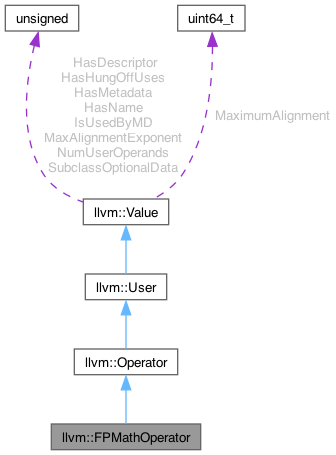 unsigned
uint64_t
HasDescriptor
HasHungOffUses
HasMetadata
HasName
IsUsedByMD
MaxAlignmentExponent
NumUserOperands
SubclassOptionalData
MaximumAlignment
llvm::Value
llvm::User
llvm::Operator
llvm::FPMathOperator